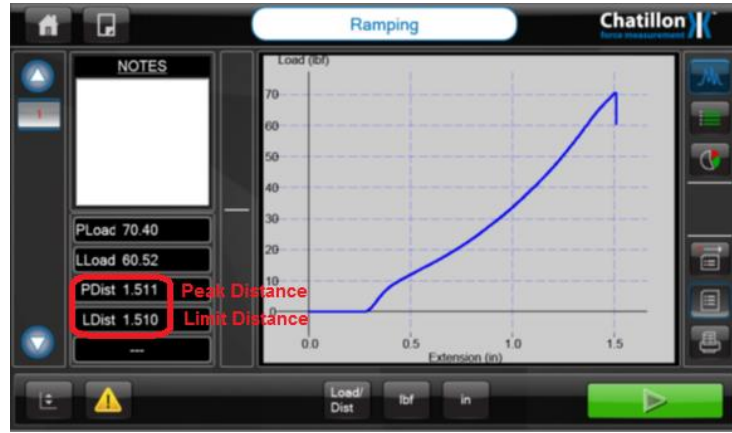 Ramping
Chatillon
force measurement
NOTES
1
PLoad 70.40
LLoad 60.52
PDist 1.511 Peak Distance
LDist 1.510 Limit Distance
---
Load (lbf)
70
60
50
40
30
20
10
0
0.0 0.5 1.0 1.5
Extension (in)
Load/
Dist
lbf
in